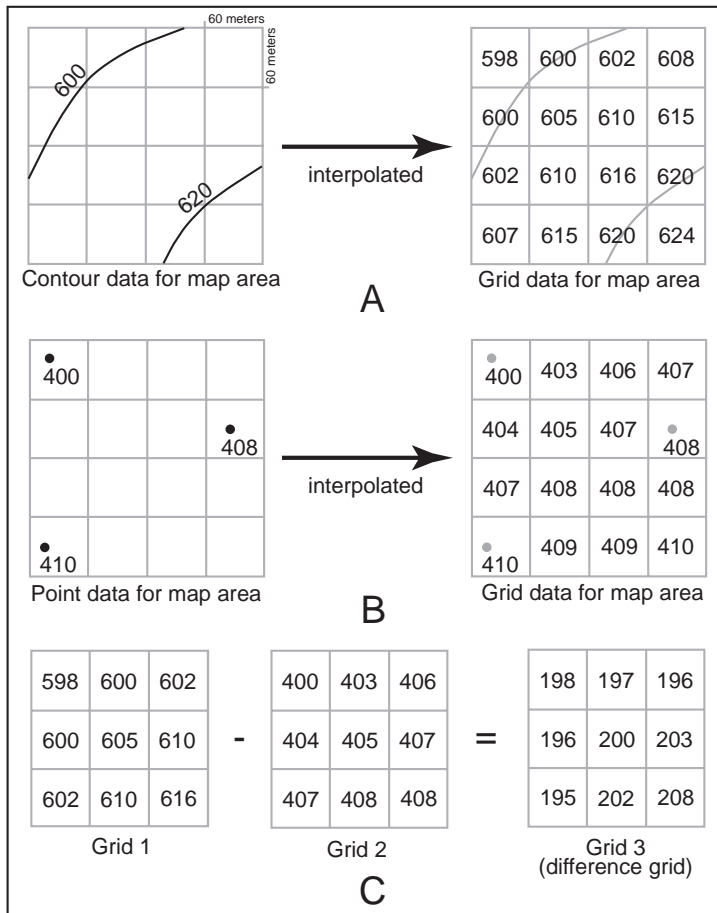 60 meters
60 meters
600
620
598 600 602 608
600 605 610 615
602 610 616 620
607 615 620 624
interpolated
Contour data for map area
Grid data for map area
A
400
408
410
400 403 406 407
404 405 407 408
407 408 408 408
410 409 409 410
interpolated
Point data for map area
Grid data for map area
B
598 600 602
600 605 610
602 610 616
-
400 403 406
404 405 407
407 408 408
=
198 197 196
196 200 203
195 202 208
Grid 1
Grid 2
Grid 3
(difference grid)
C